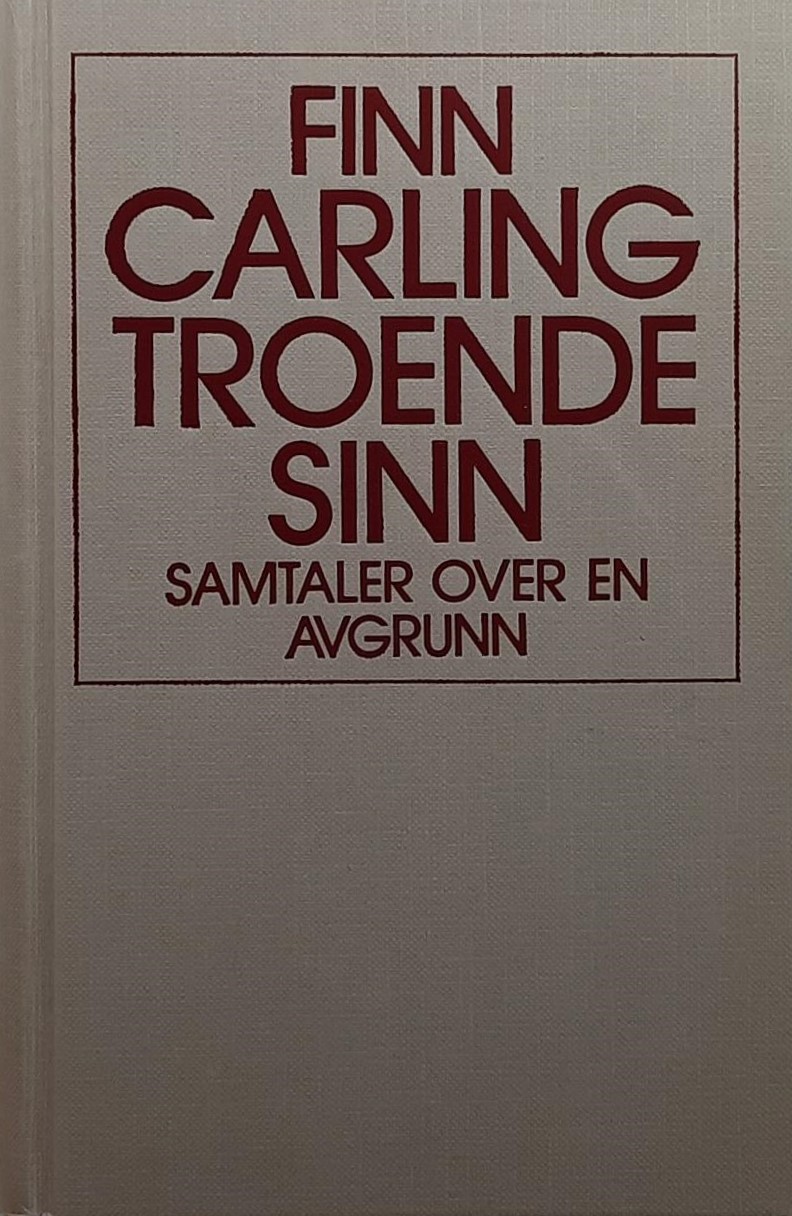 FINN
CARLING
TROENDE
SINN
SAMTALER OVER EN
AVGRUNN